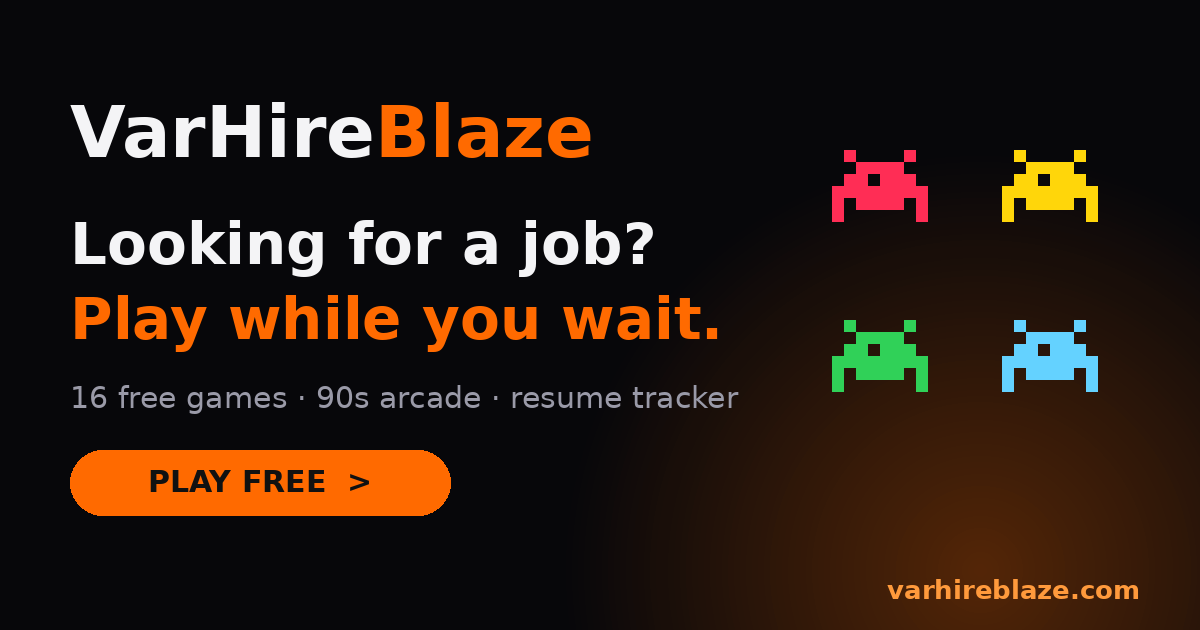 VarHireBlaze
Looking for a job?
Play while you wait.
16 free games · 90s arcade · resume tracker
PLAY FREE >
varhireblaze.com